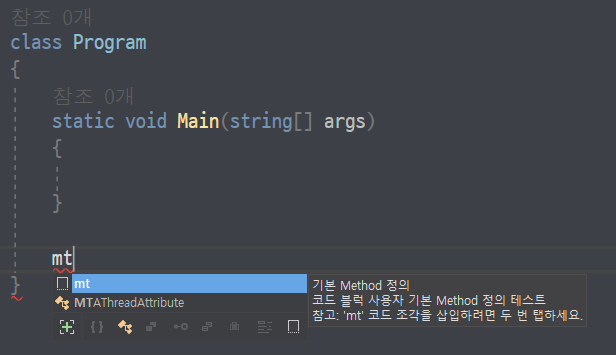 참조 0개
class Program
{
참조 0개
static void Main(string[] args)
{
}
mt
}
mt
MTAThreadAttribute
기본 Method 정의
코드 블럭 사용자 기본 Method 정의 테스트
참고: 'mt' 코드 조각을 삽입하려면 두 번 탭하세요.